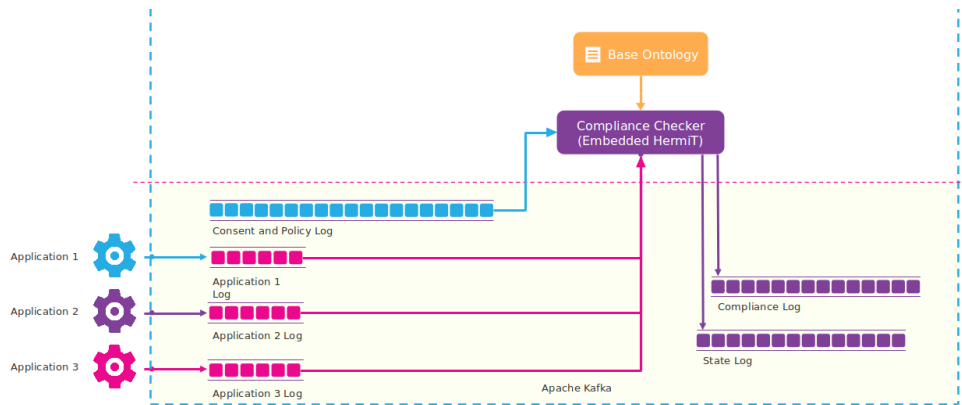 Base Ontology
Compliance Checker
(Embedded HermiT)
Consent and Policy Log
Application 1
Application 1
Log
Application 2
Application 2 Log
Application 3
Application 3 Log
Compliance Log
State Log
Apache Kafka